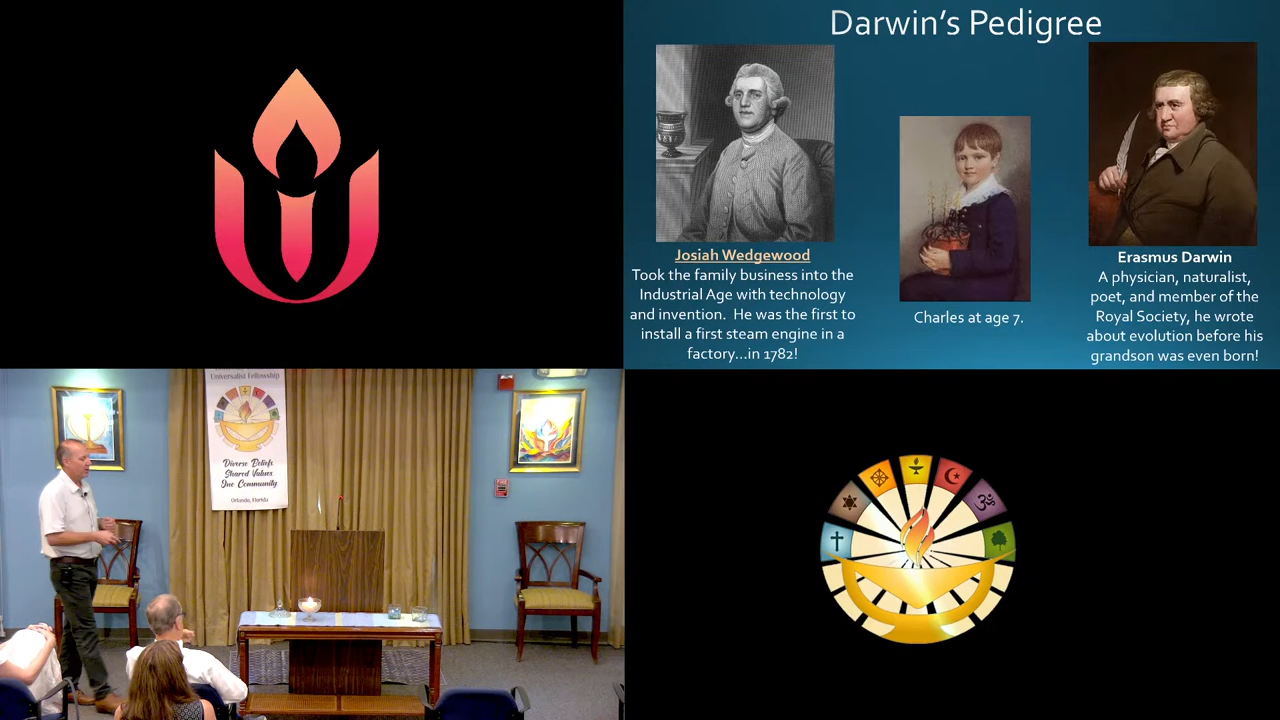 Darwin's Pedigree
Josiah Wedgewood
Took the family business into the
Industrial Age with technology
and invention. He was the first to
install a first steam engine in a
factory...in 1782!
Charles at age 7.
Erasmus Darwin
A physician, naturalist,
poet, and member of the
Royal Society, he wrote
about evolution before his
grandson was even born!
Universalist Fellowship
Diverse Beliefs
Shared Values
One Community
Orlando, Florida